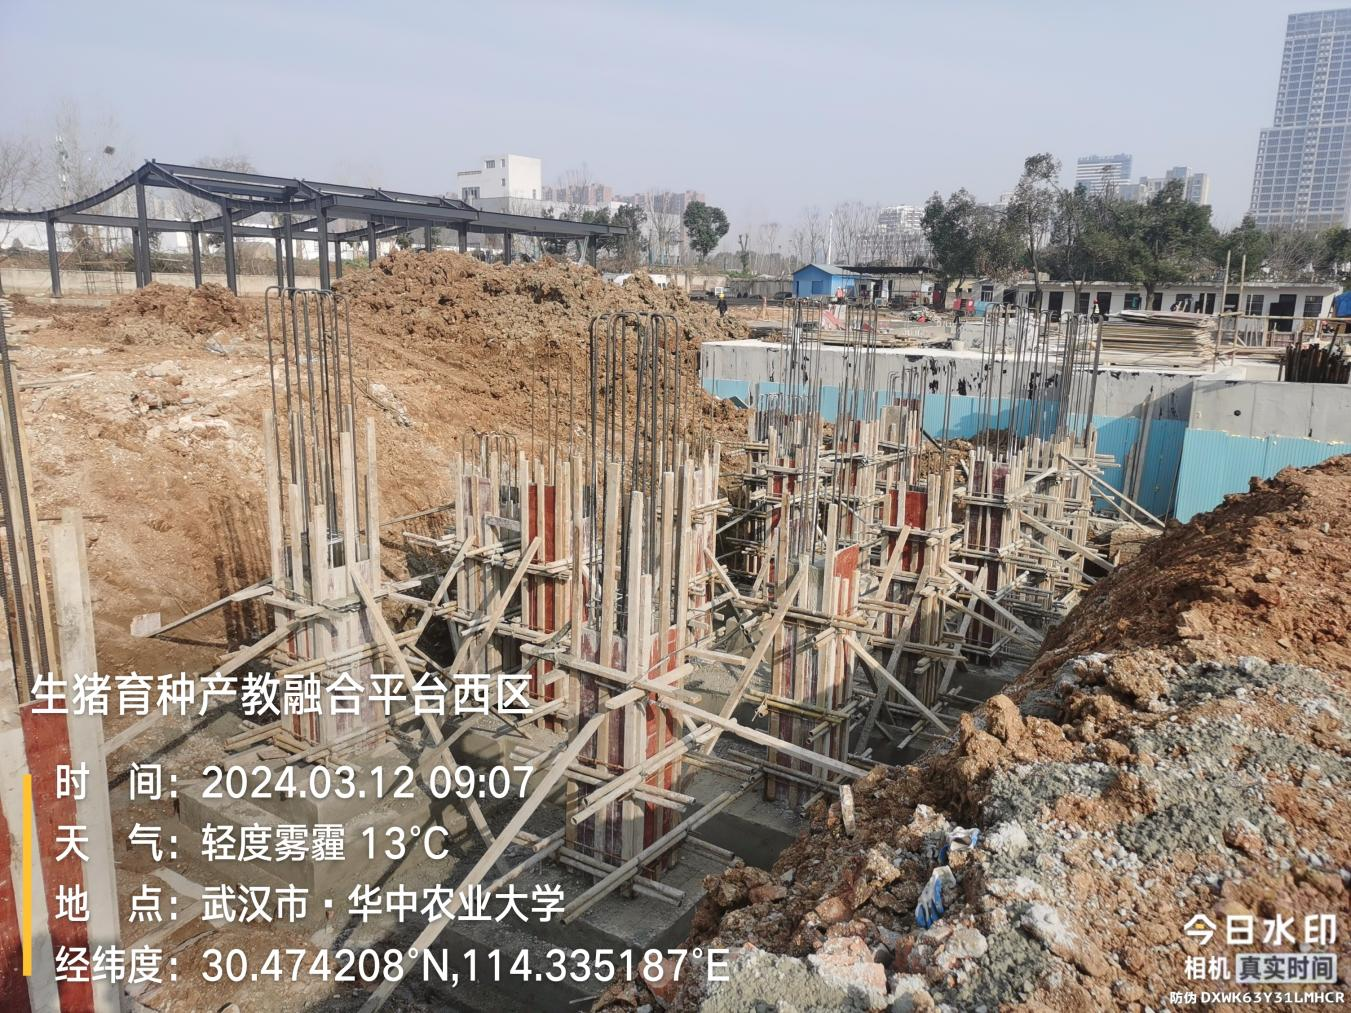 生猪育种产教融合平台西区
时 间：2024.03.12 09:07
天 气：轻度雾霾 13℃
地 点：武汉市·华中农业大学
经纬度：30.474208°N,114.335187°E
今日水印
相机 真实时间
防伪 DXWK63Y31LMHCR